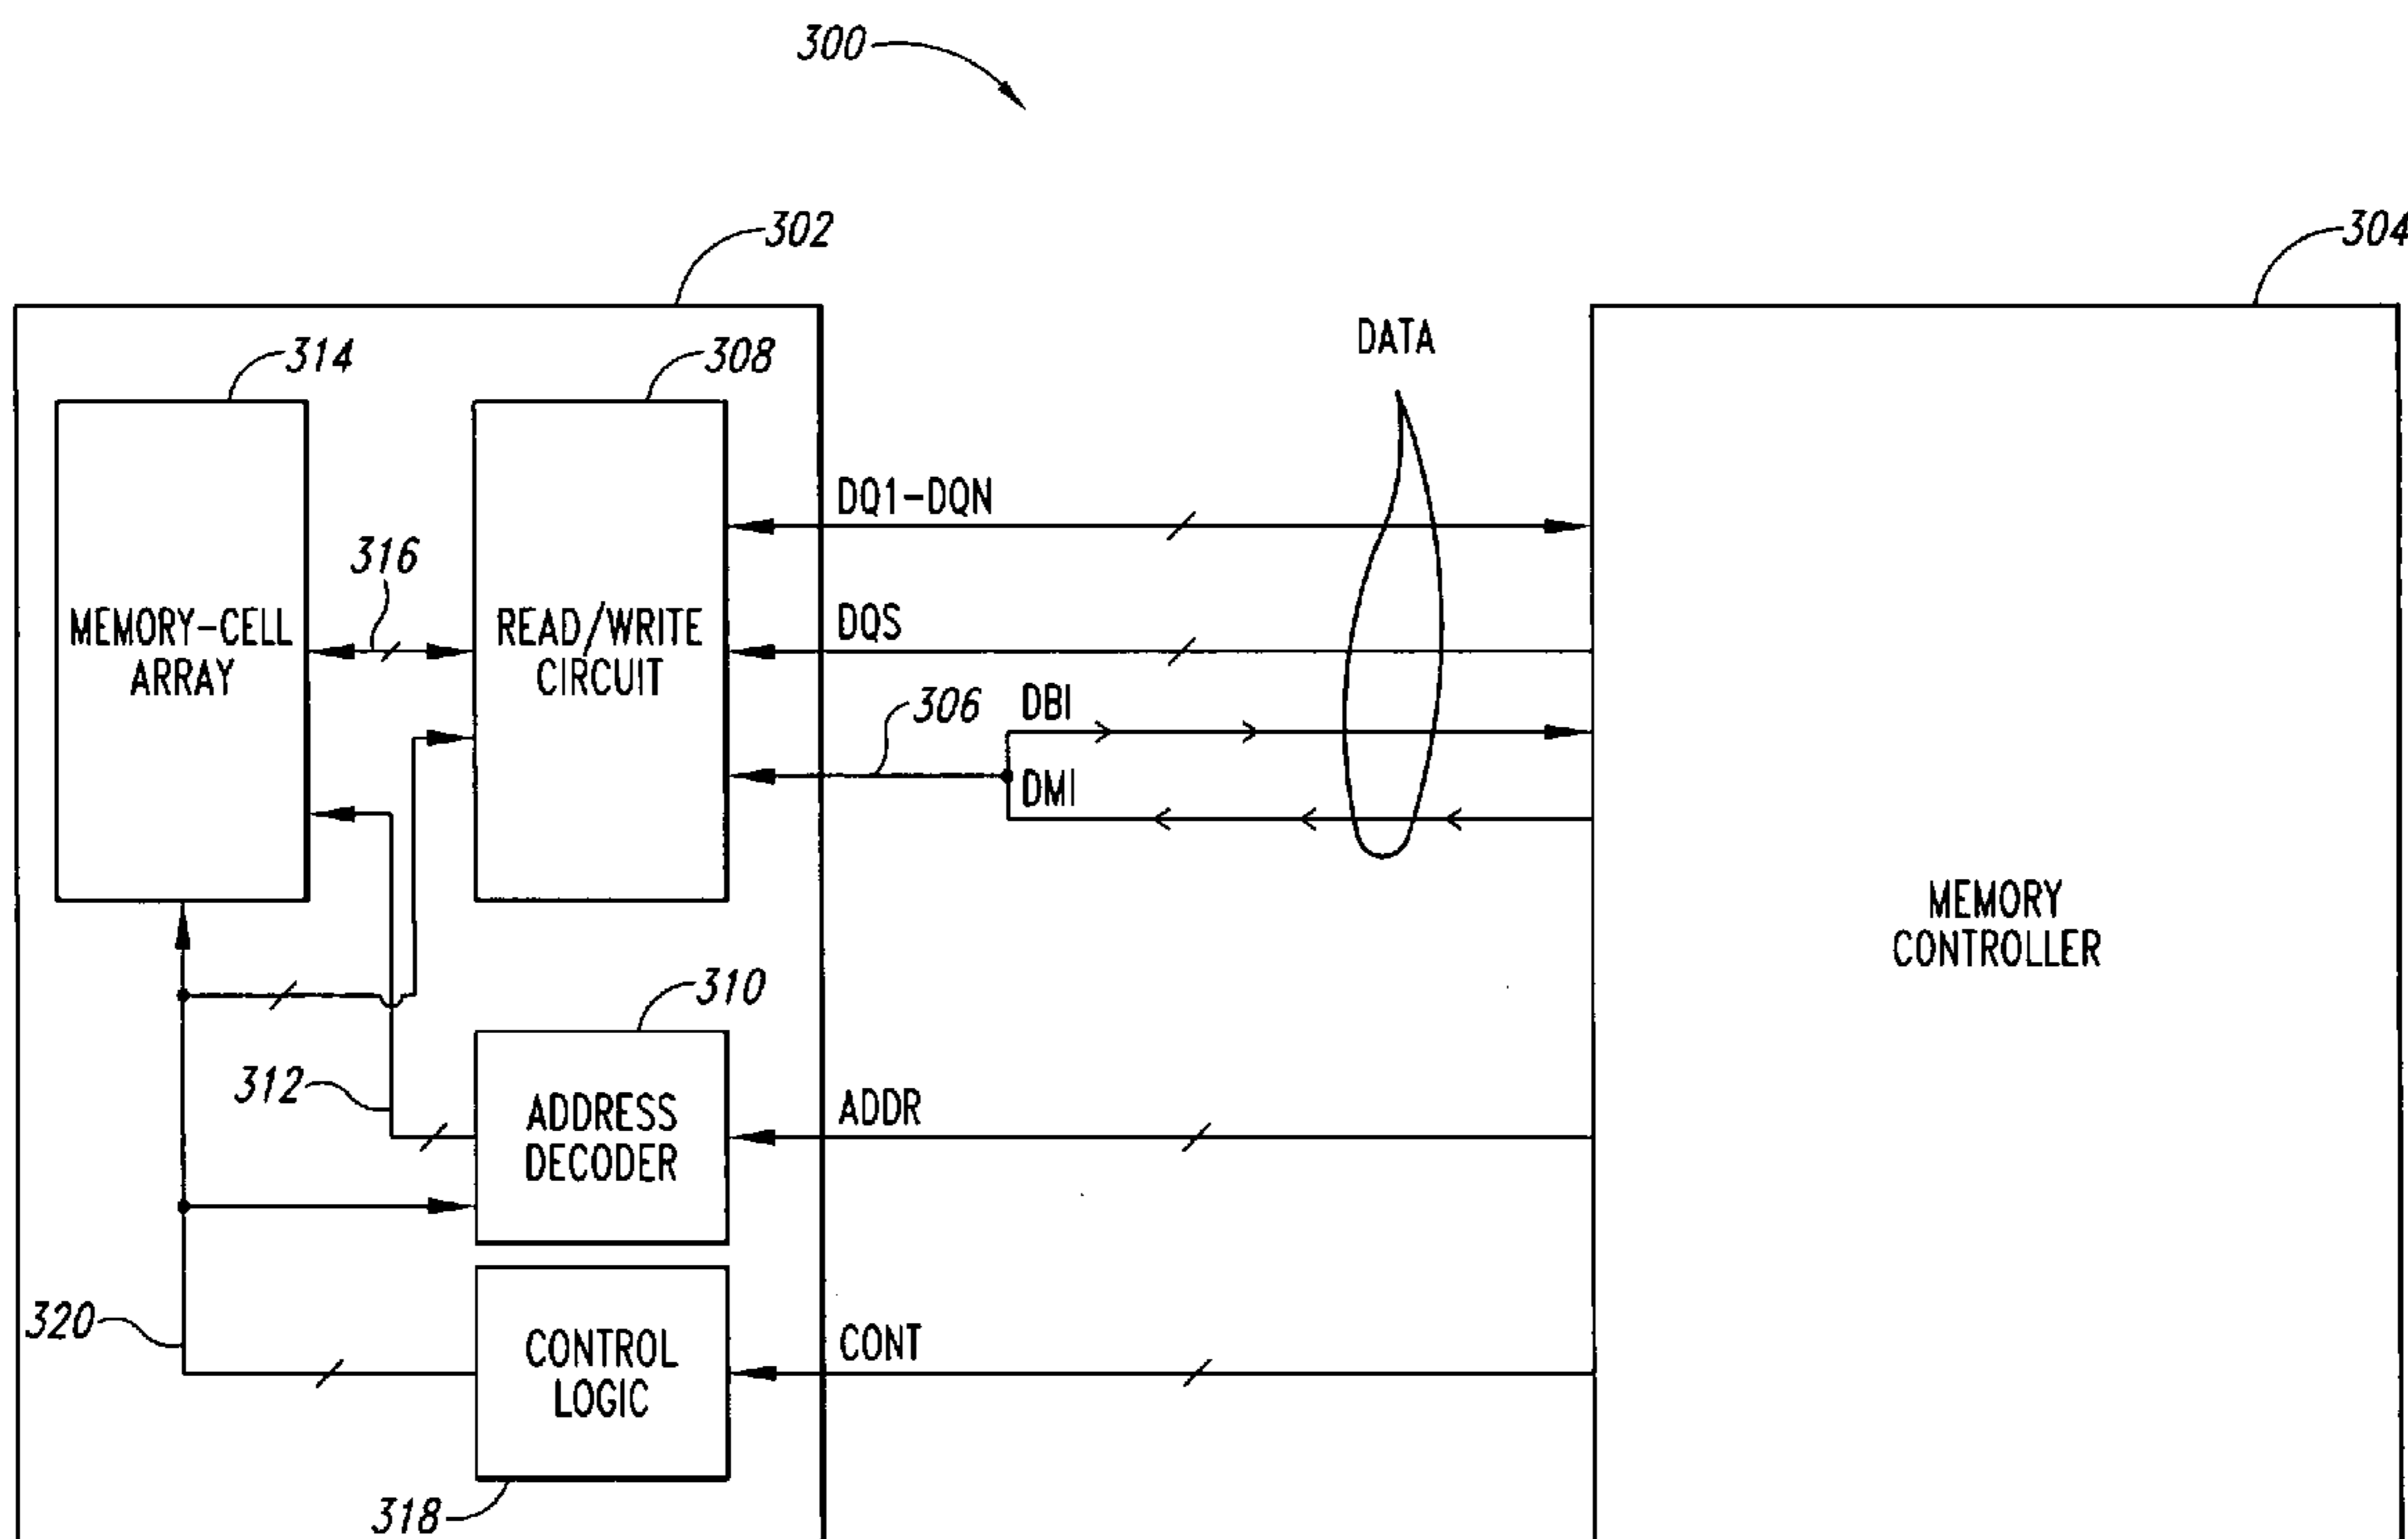 300
302
304
DATA
314
308
DQ1-DQN
316
MEMORY-CELL
ARRAY
READ/WRITE
CIRCUIT
DQS
306
DBI
DMI
MEMORY
CONTROLLER
310
312
ADDRESS
DECODER
ADDR
320
CONTROL
LOGIC
CONT
318